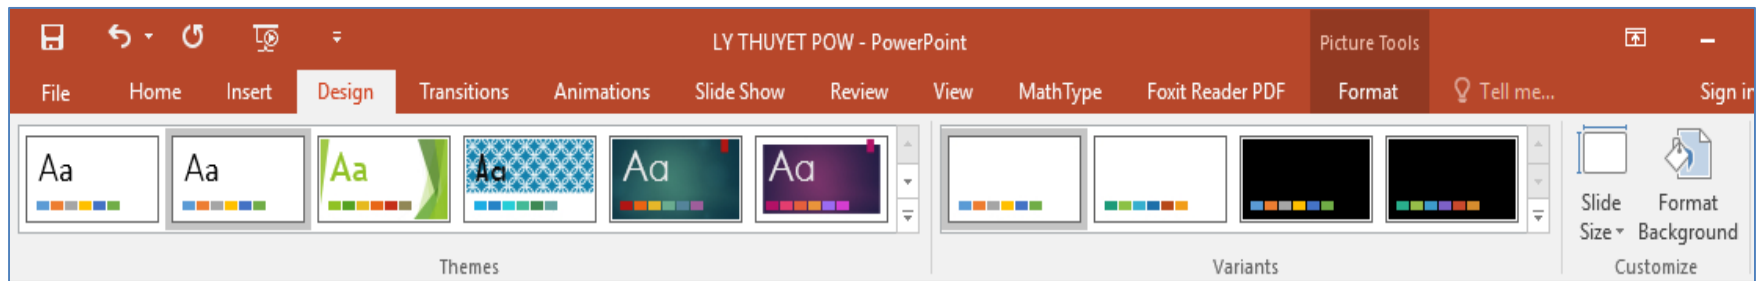 LY THUYET POW - PowerPoint
Picture Tools
File Home Insert Design Transitions Animations Slide Show Review View MathType Foxit Reader PDF Format Tell me... Sign in
Aa Aa Aa Aa Aa Aa
Slide Size
Format Background
Themes Variants Customize